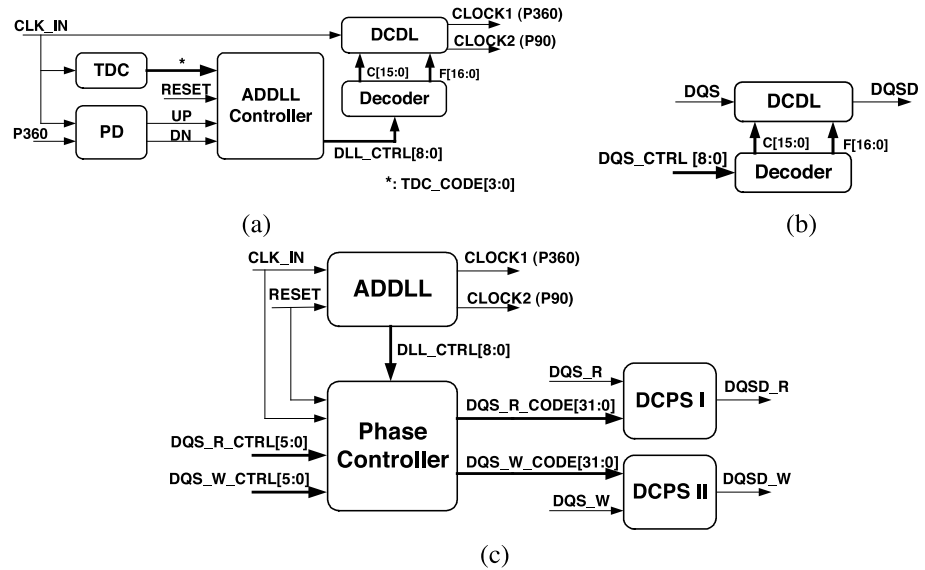 CLK_IN
CLOCK1 (P360)
DCDL
CLOCK2 (P90)
TDC
*
C[15:0]
F[16:0]
RESET
ADDLL
Controller
Decoder
P360
PD
UP
DN
DLL_CTRL[8:0]
*: TDC_CODE[3:0]
(a)
DQS
DCDL
DQSD
C[15:0]
F[16:0]
DQS_CTRL [8:0]
Decoder
(b)
CLK_IN
RESET
ADDLL
CLOCK1 (P360)
CLOCK2 (P90)
DLL_CTRL[8:0]
Phase
Controller
DQS_R_CTRL[5:0]
DQS_W_CTRL[5:0]
DQS_R_CODE[31:0]
DQS_W_CODE[31:0]
DQS_R
DCPS I
DQSD_R
DCPS II
DQSD_W
DQS_W
(c)